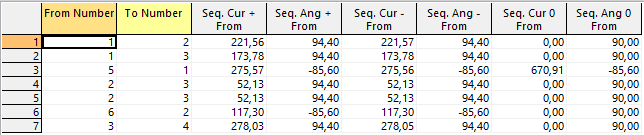 From Number To Number Seq. Cur + From Seq. Ang + From Seq. Cur - From Seq. Ang - From Seq. Cur 0 From Seq. Ang 0 From
1 1 2 221,56 94,40 221,57 94,40 0,00 90,00
2 1 3 173,78 94,40 173,78 94,40 0,00 90,00
3 5 1 275,57 -85,60 275,56 -85,60 670,91 -85,60
4 2 3 52,13 94,40 52,13 94,40 0,00 90,00
5 2 3 52,13 94,40 52,13 94,40 0,00 90,00
6 6 2 117,30 -85,60 117,30 -85,60 0,00 90,00
7 3 4 278,03 94,40 278,05 94,40 0,00 90,00